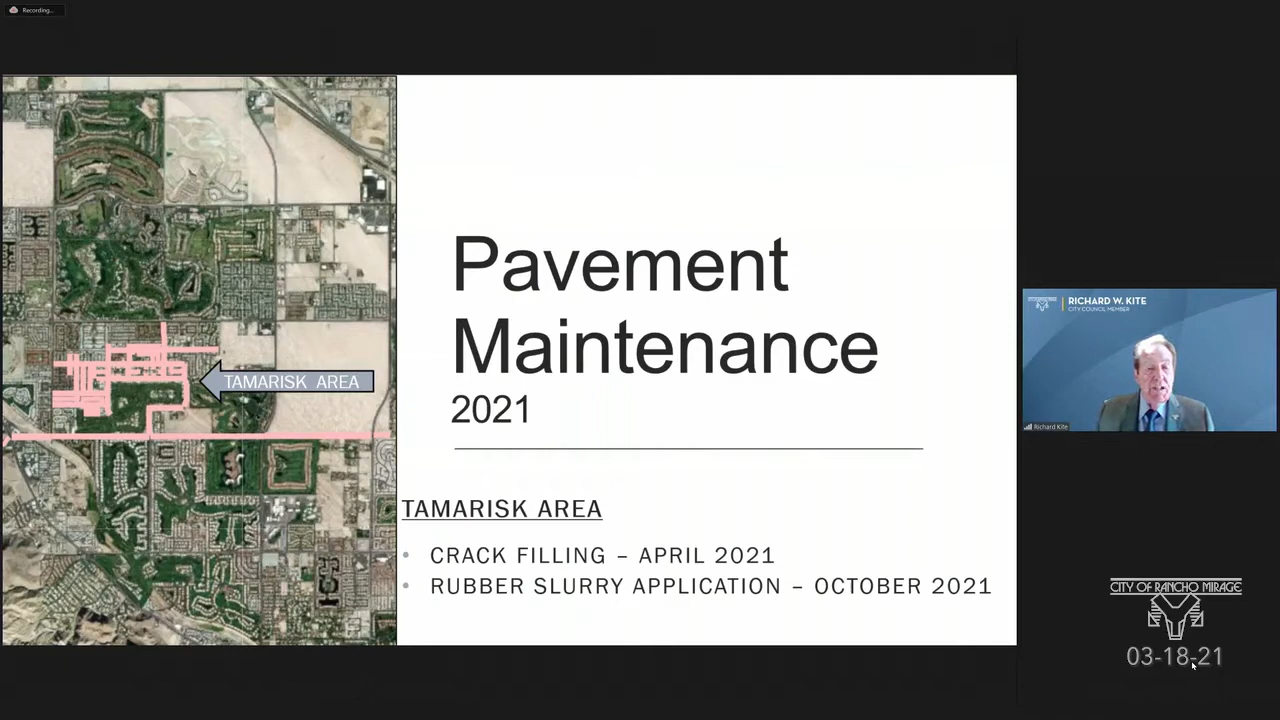 Recording...
TAMARISK AREA
Pavement
Maintenance
2021
TAMARISK AREA
• CRACK FILLING – APRIL 2021
• RUBBER SLURRY APPLICATION – OCTOBER 2021
RICHARD W. KITE
CITY COUNCIL MEMBER
Richard Kite
CITY OF RANCHO MIRAGE
03-18-21